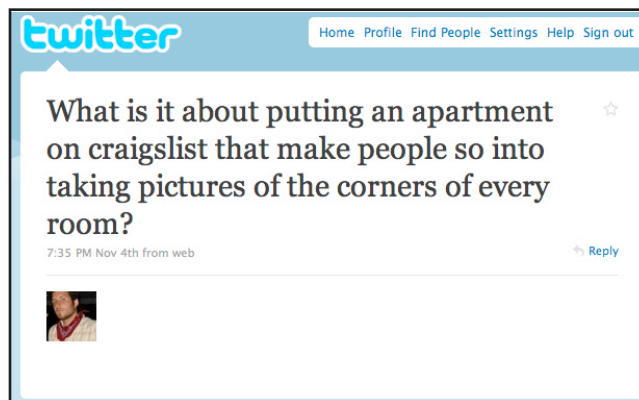 twitter
Home Profile Find People Settings Help Sign out
What is it about putting an apartment
on craigslist that make people so into
taking pictures of the corners of every
room?
7:35 PM Nov 4th from web
Reply